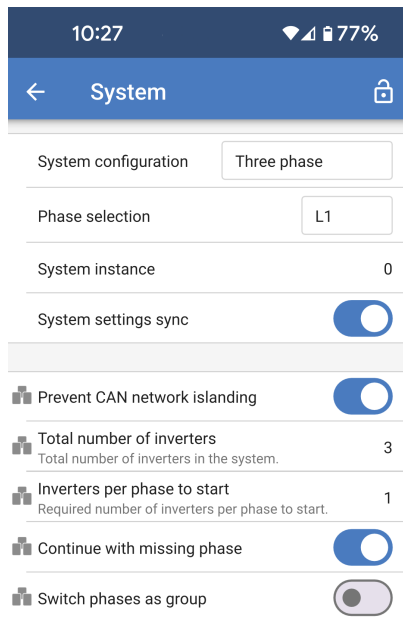 10:27
77%
System
System configuration
Three phase
Phase selection
L1
System instance
0
System settings sync
Prevent CAN network islanding
Total number of inverters
Total number of inverters in the system.
3
Inverters per phase to start
Required number of inverters per phase to start.
1
Continue with missing phase
Switch phases as group